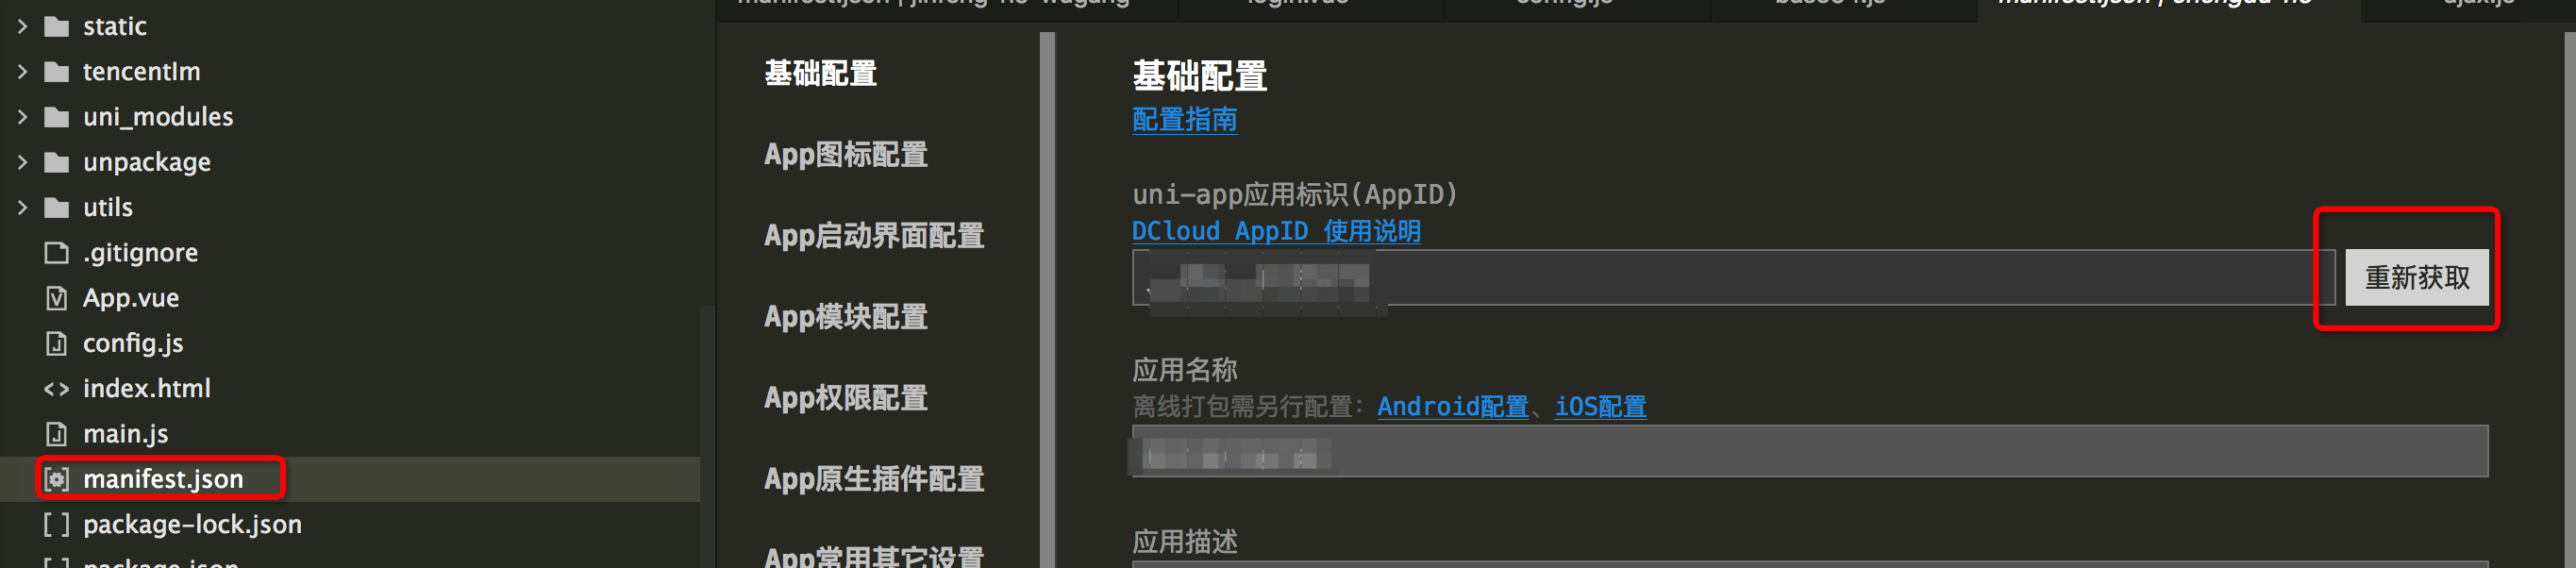 static
tencentlm
uni_modules
unpackage
utils
.gitignore
App.vue
config.js
index.html
main.js
manifest.json
package-lock.json
package.json
基础配置
App图标配置
App启动界面配置
App模块配置
App权限配置
App原生插件配置
App常用其它设置
基础配置
配置指南
uni-app应用标识(AppID)
DCloud AppID 使用说明
重新获取
应用名称
离线打包需另行配置: Android配置、iOS配置
应用描述